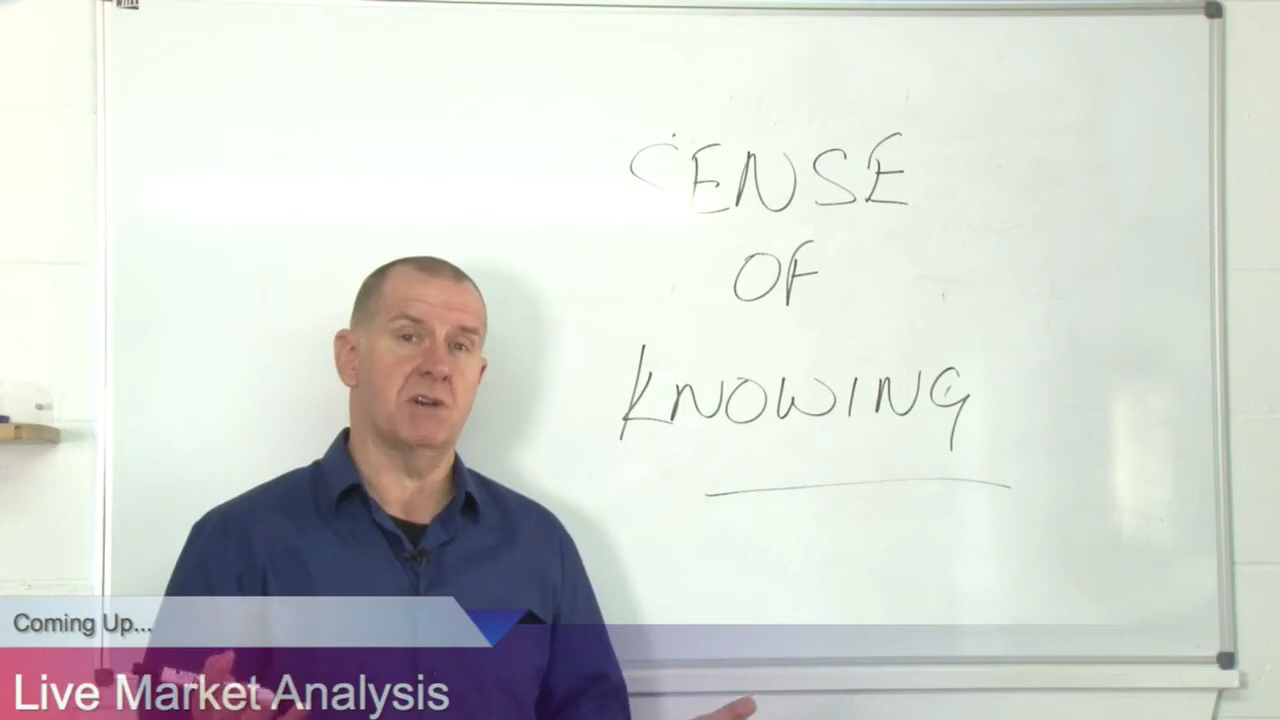 SENSE
OF
KNOWING
Coming Up...
Live Market Analysis